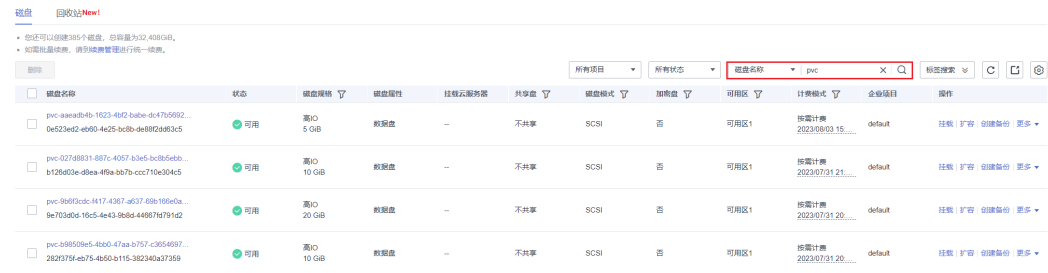 磁盘 回收站New!
您还可以创建385个磁盘，总容量为32,408GiB。
如需批量续费，请到续费管理进行统一续费。
删除 所有项目 所有状态 磁盘名称 pvc 标签搜索
磁盘名称 状态 磁盘规格 磁盘属性 挂载云服务器 共享盘 磁盘模式 加密盘 可用区 计费模式 企业项目 操作
pvc-aaeadb4b-1623-4bf2-babe-dc47b5692...
0e523ed2-eb60-4e25-bc8b-de88f2dd63c5
可用 高IO
5 GiB
数据盘 -- 不共享 SCSI 否 可用区1 按需计费
2023/08/03 15:...
default 挂载 扩容 创建备份 更多
pvc-027d8831-887c-4057-b3e5-bc8b5ebb...
b126d03e-d8ea-4f9a-bb7b-ccc710e304c5
可用 高IO
10 GiB
数据盘 -- 不共享 SCSI 否 可用区1 按需计费
2023/07/31 21:...
default 挂载 扩容 创建备份 更多
pvc-9b6f3cdc-f417-4367-a637-69b166e0a...
9e703d0d-16c5-4e43-9b8d-44667fd791d2
可用 高IO
20 GiB
数据盘 -- 不共享 SCSI 否 可用区1 按需计费
2023/07/31 20:...
default 挂载 扩容 创建备份 更多
pvc-b98509e5-4bb0-47aa-b757-c3654697...
282f375f-eb75-4b50-b115-382340a37359
可用 高IO
10 GiB
数据盘 -- 不共享 SCSI 否 可用区1 按需计费
2023/07/31 20:...
default 挂载 扩容 创建备份 更多